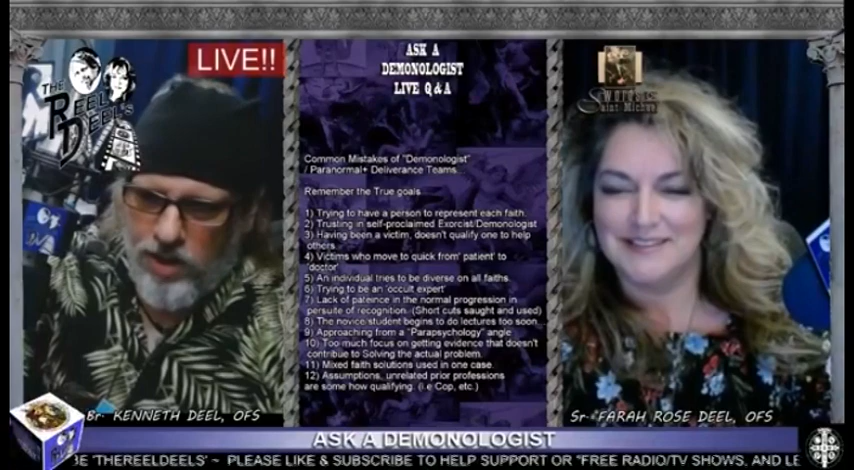 LIVE!!
THE
REEL
DEEL'S
ASK A
DEMONOLOGIST
LIVE Q & A
Common Mistakes of "Demonologist"
/ Paranormal+ Deliverance Teams...
Remember the True goals
1) Trying to have a person to represent each faith.
2) Trusting in self-proclaimed Exorcist/Demonologist
3) Having been a victim, doesn't qualify one to help
others...
4) Victims who move to quick from' patient' to
'doctor'
5) An individual tries to be diverse on all faiths.
6) Trying to be an 'occult expert'
7) Lack of patience in the normal progression in
persuite of recognition. (Short cuts saught and used)
8) The novice student begins to do lectures too soon...
9) Approaching from a "Parapsychology" angle
10) Too much focus on getting evidence that doesn't
contribute to Solving the actual problem.
11) Mixed faith solutions used in one case.
12) Assumptions, unrelated prior professions
are some how qualifying. (i.e Cop, etc.)
Saint Michael
Br. KENNETH DEEL, OFS
Sr. FARAH ROSE DEEL, OFS
ASK A DEMONOLOGIST
BE 'THEREELDEELS' ~ PLEASE LIKE & SUBSCRIBE TO HELP SUPPORT OR "FREE RADIO/TV SHOWS, AND LE